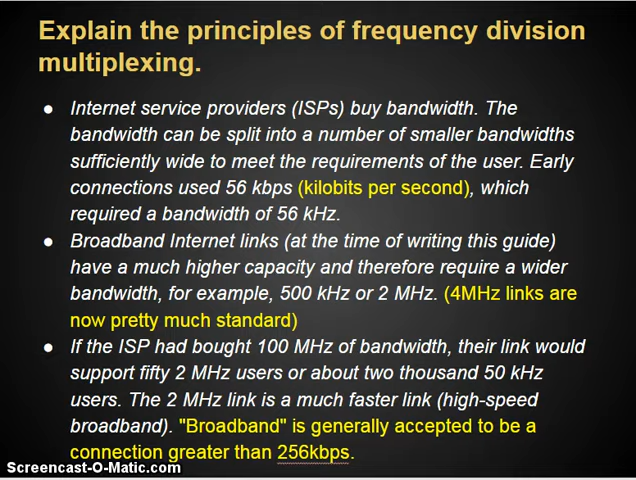 Explain the principles of frequency division
multiplexing.
● Internet service providers (ISPs) buy bandwidth. The
bandwidth can be split into a number of smaller bandwidths
sufficiently wide to meet the requirements of the user. Early
connections used 56 kbps (kilobits per second), which
required a bandwidth of 56 kHz.
● Broadband Internet links (at the time of writing this guide)
have a much higher capacity and therefore require a wider
bandwidth, for example, 500 kHz or 2 MHz. (4MHz links are
now pretty much standard)
● If the ISP had bought 100 MHz of bandwidth, their link would
support fifty 2 MHz users or about two thousand 50 kHz
users. The 2 MHz link is a much faster link (high-speed
broadband). "Broadband" is generally accepted to be a
connection greater than 256kbps.
Screencast-O-Matic.com